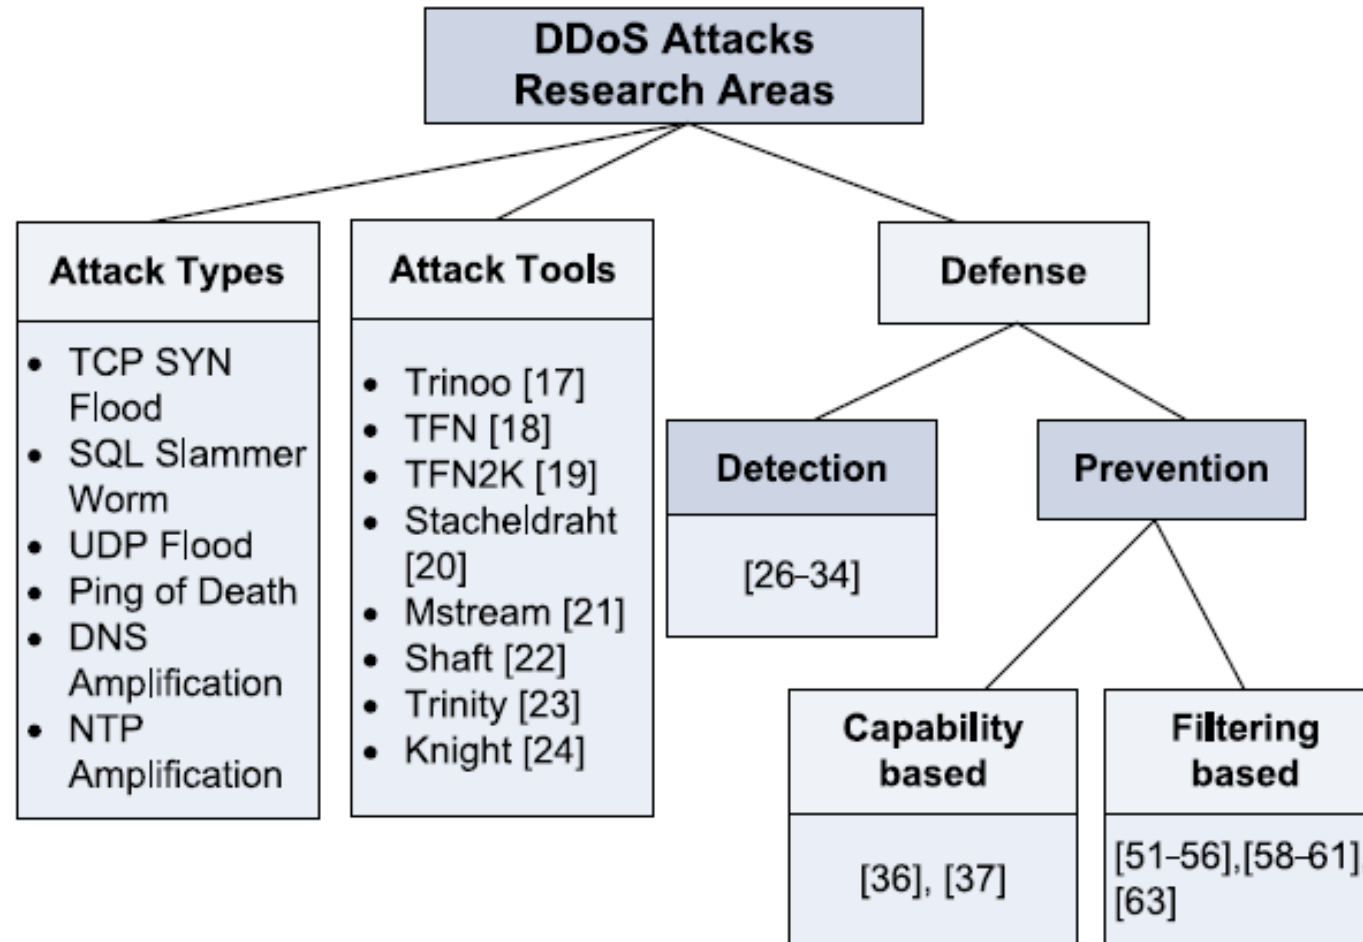 DDoS Attacks
Research Areas
Attack Types
• TCP SYN
Flood
• SQL Slammer
Worm
• UDP Flood
• Ping of Death
• DNS
Amplification
• NTP
Amplification
Attack Tools
• Trinoo [17]
• TFN [18]
• TFN2K [19]
• Stacheldraht
[20]
• Mstream [21]
• Shaft [22]
• Trinity [23]
• Knight [24]
Defense
Detection
[26–34]
Prevention
Capability
based
[36], [37]
Filtering
based
[51–56],[58–61],
[63]